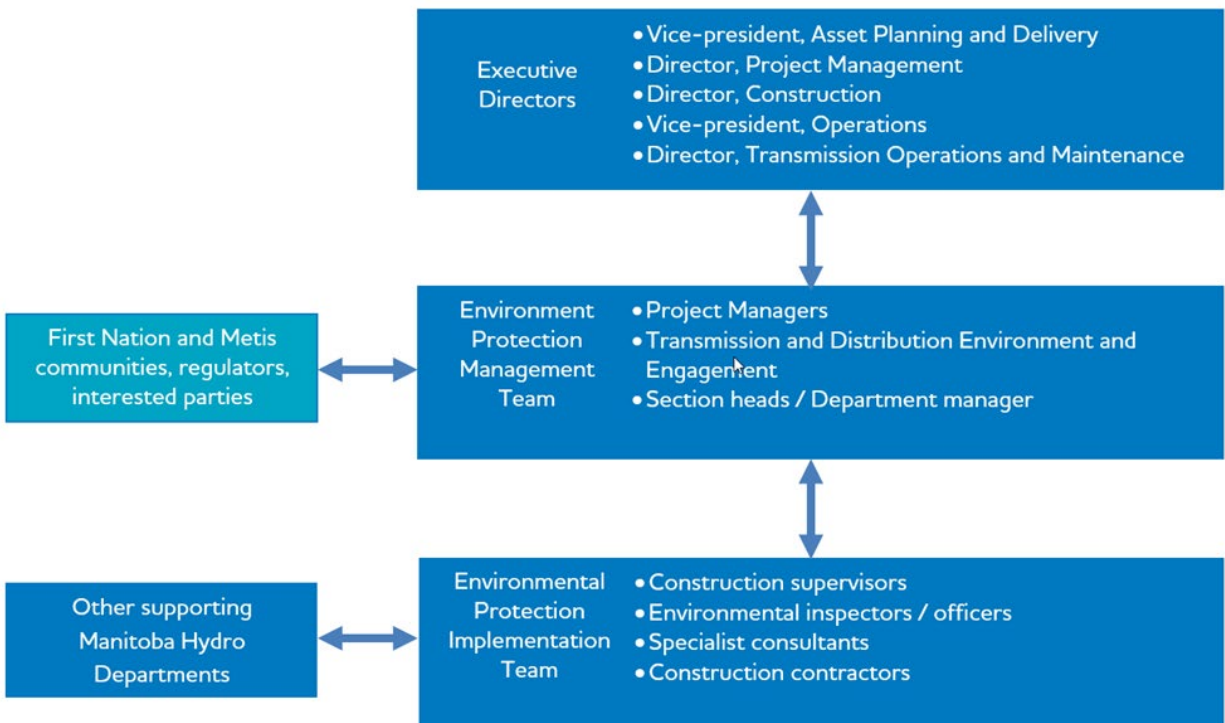 Executive
Directors
•Vice-president, Asset Planning and Delivery
•Director, Project Management
•Director, Construction
•Vice-president, Operations
•Director, Transmission Operations and Maintenance
First Nation and Metis
communities, regulators,
interested parties
Environment
Protection
Management
Team
•Project Managers
•Transmission and Distribution Environment and
Engagement
•Section heads / Department manager
Other supporting
Manitoba Hydro
Departments
Environmental
Protection
Implementation
Team
•Construction supervisors
•Environmental inspectors / officers
•Specialist consultants
•Construction contractors